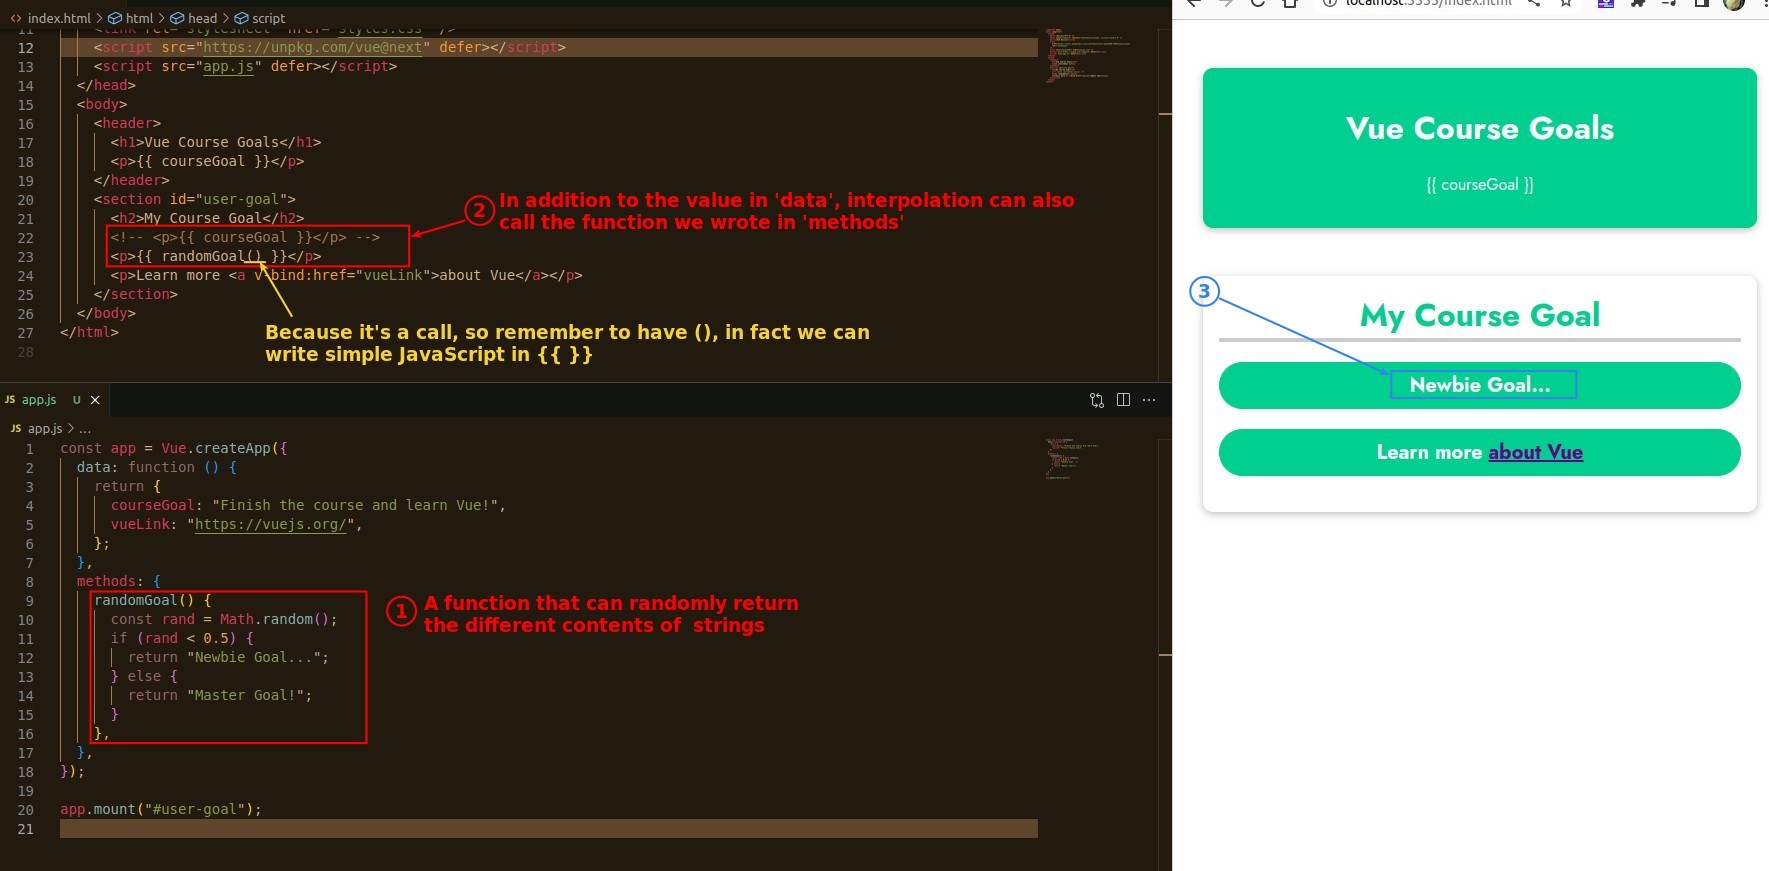 index.html > html > head > script
11 <link rel="stylesheet" href="styles.css" />
12 <script src="https://unpkg.com/vue@next" defer></script>
13 <script src="app.js" defer></script>
14 </head>
15 <body>
16 <header>
17 <h1>Vue Course Goals</h1>
18 <p>{{ courseGoal }}</p>
19 </header>
20 <section id="user-goal">
21 <h2>My Course Goal</h2>
22 <!-- <p>{{ courseGoal }}</p> -->
23 <p>{{ randomGoal() }}</p>
24 <p>Learn more <a v-bind:href="vueLink">about Vue</a></p>
25 </section>
26 </body>
27 </html>
28
2 In addition to the value in 'data', interpolation can also
call the function we wrote in 'methods'
Because it's a call, so remember to have (), in fact we can
write simple JavaScript in {{ }}
JS app.js U
JS app.js > ...
1 const app = Vue.createApp({
2 data: function () {
3 return {
4 courseGoal: "Finish the course and learn Vue!",
5 vueLink: "https://vuejs.org/",
6 };
7 },
8 methods: {
9 randomGoal() {
10 const rand = Math.random();
11 if (rand < 0.5) {
12 return "Newbie Goal...";
13 } else {
14 return "Master Goal!";
15 }
16 },
17 },
18 });
19
20 app.mount("#user-goal");
21
1 A function that can randomly return
the different contents of  strings
localhost:5555/index.html
Vue Course Goals
{{ courseGoal }}
3
My Course Goal
Newbie Goal...
Learn more about Vue